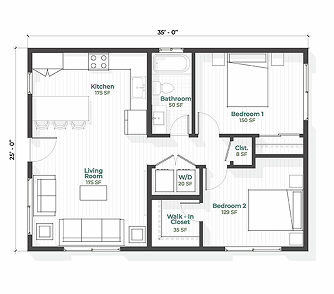 35' - 0"
25' - 0"
Kitchen
175 SF
Bathroom
50 SF
Bedroom 1
150 SF
Clst.
8 SF
Living
Room
175 SF
W/D
20 SF
Walk - In
Closet
35 SF
Bedroom 2
129 SF